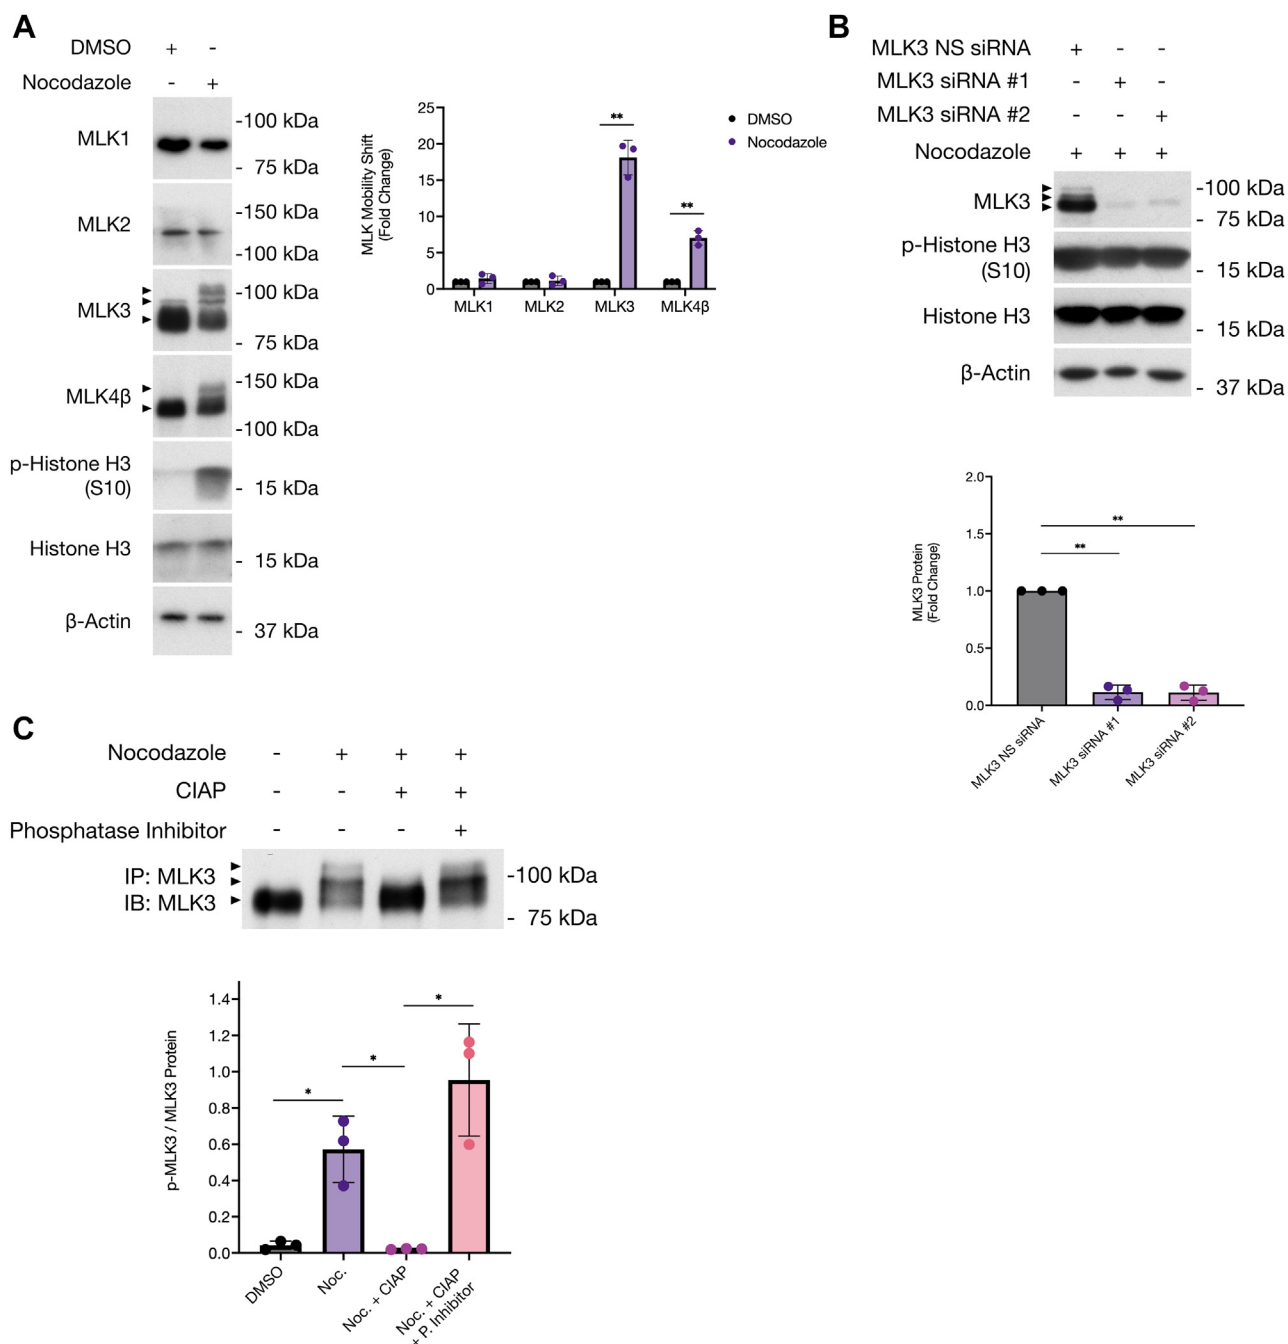 A
DMSO + -
Nocodazole - +
MLK1
-100 kDa
- 75 kDa
MLK2
-150 kDa
-100 kDa
MLK3
-100 kDa
- 75 kDa
MLK4β
-150 kDa
-100 kDa
p-Histone H3
(S10)
- 15 kDa
Histone H3
- 15 kDa
β-Actin
- 37 kDa
MLK Mobility Shift
(Fold Change)
25
20
15
10
5
0
** **
MLK1 MLK2 MLK3 MLK4β
DMSO
Nocodazole
B
MLK3 NS siRNA + - -
MLK3 siRNA #1 - + -
MLK3 siRNA #2 - - +
Nocodazole + + +
MLK3
-100 kDa
- 75 kDa
p-Histone H3
(S10)
- 15 kDa
Histone H3
- 15 kDa
β-Actin
- 37 kDa
MLK3 Protein
(Fold Change)
2.0
1.5
1.0
0.5
0.0
**
**
MLK3 NS siRNA
MLK3 siRNA #1
MLK3 siRNA #2
C
Nocodazole - + + +
CIAP - - + +
Phosphatase Inhibitor - - - +
IP: MLK3
IB: MLK3
-100 kDa
- 75 kDa
p-MLK3 / MLK3 Protein
1.4
1.2
1.0
0.8
0.6
0.4
0.2
0.0
*
*
*
DMSO
Noc.
Noc. + CIAP
Noc. + CIAP
+ P. Inhibitor